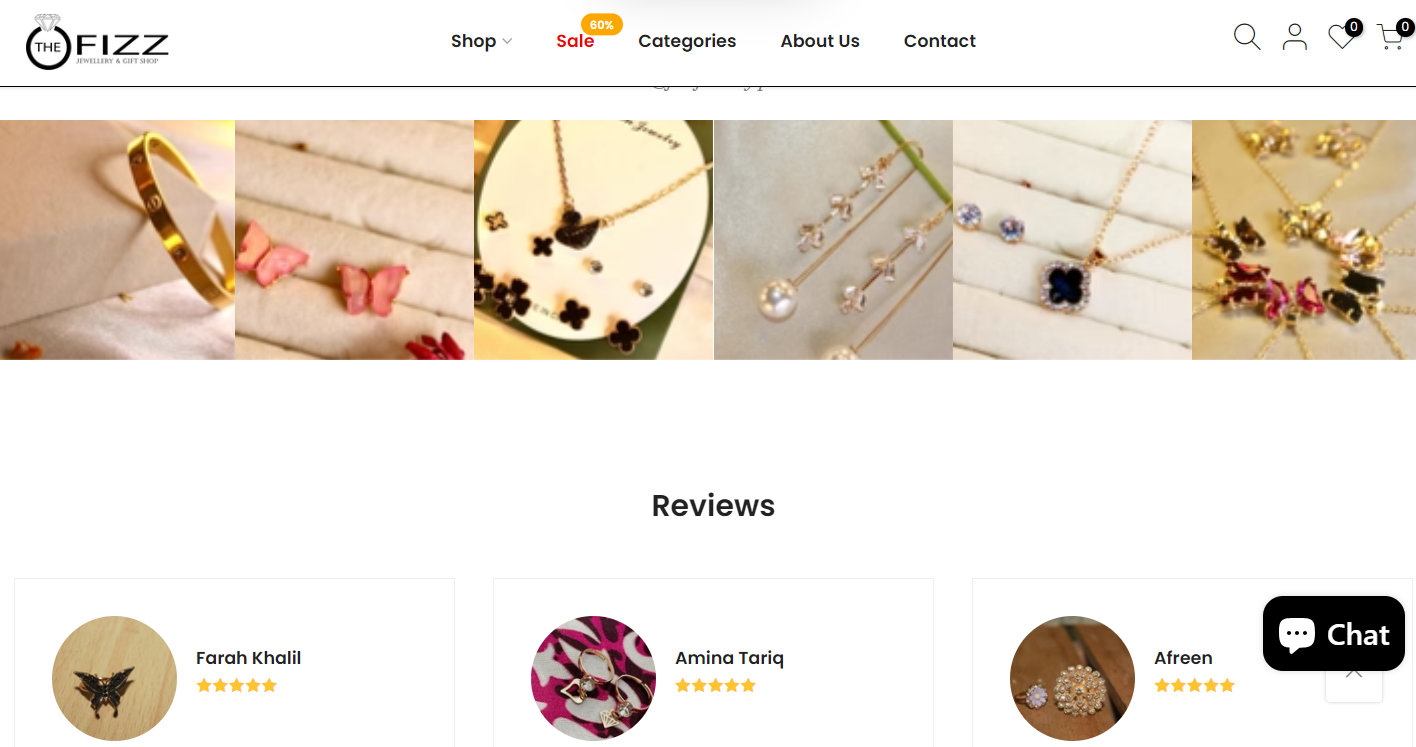 THE FIZZ
JEWELLERY & GIFT SHOP
Shop
Sale
60%
Categories
About Us
Contact
0
0
Jewelry
Reviews
Farah Khalil
Amina Tariq
Afreen
Chat